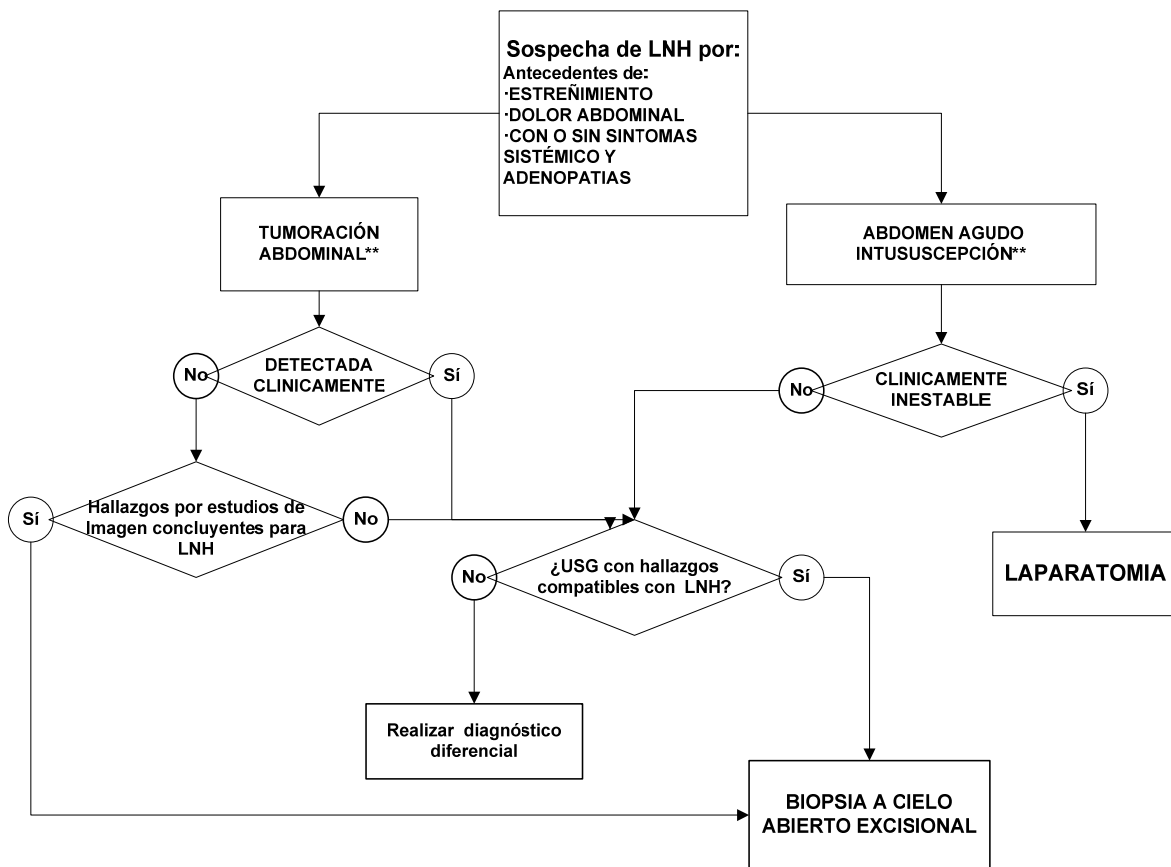 Sospecha de LNH por:
Antecedentes de:
·ESTREÑIMIENTO
·DOLOR ABDOMINAL
·CON O SIN SINTOMAS
SISTÉMICO Y
ADENOPATIAS
TUMORACIÓN
ABDOMINAL**
ABDOMEN AGUDO
INTUSUSCEPCIÓN**
No
DETECTADA
CLINICAMENTE
Sí
No
CLINICAMENTE
INESTABLE
Sí
Sí
Hallazgos por estudios de
Imagen concluyentes para
LNH
No
No
¿USG con hallazgos
compatibles con LNH?
Sí
LAPARATOMIA
Realizar diagnóstico
diferencial
BIOPSIA A CIELO
ABIERTO EXCISIONAL